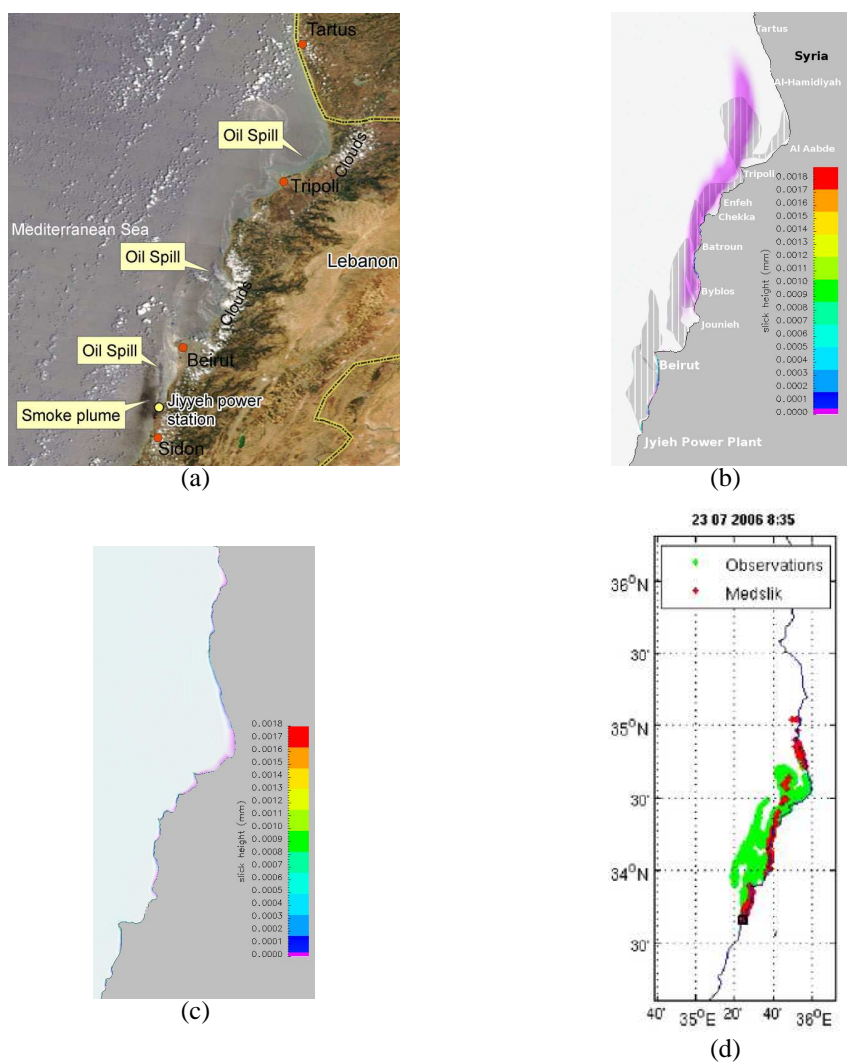 Tartus
Oil Spill
Clouds
Tripoli
Mediterranean Sea
Oil Spill
Lebanon
Clouds
Oil Spill
Beirut
Smoke plume
Jiyyeh power
station
Sidon
(a)
Tartus
Syria
Al-Hamidiyah
Al Aabde
Tripoli
Enfeh
Chekka
Batroun
Byblos
Jounieh
Beirut
Jyieh Power Plant
slick height (mm)
0.0018
0.0017
0.0016
0.0015
0.0014
0.0013
0.0012
0.0011
0.0010
0.0009
0.0008
0.0007
0.0006
0.0005
0.0004
0.0003
0.0002
0.0001
0.0000
(b)
slick height (mm)
0.0018
0.0017
0.0016
0.0015
0.0014
0.0013
0.0012
0.0011
0.0010
0.0009
0.0008
0.0007
0.0006
0.0005
0.0004
0.0003
0.0002
0.0001
0.0000
(c)
23 07 2006 8:35
Observations
Medslik
36°N
30'
35°N
30'
34°N
30'
40' 35°E 20' 40' 36°E
(d)